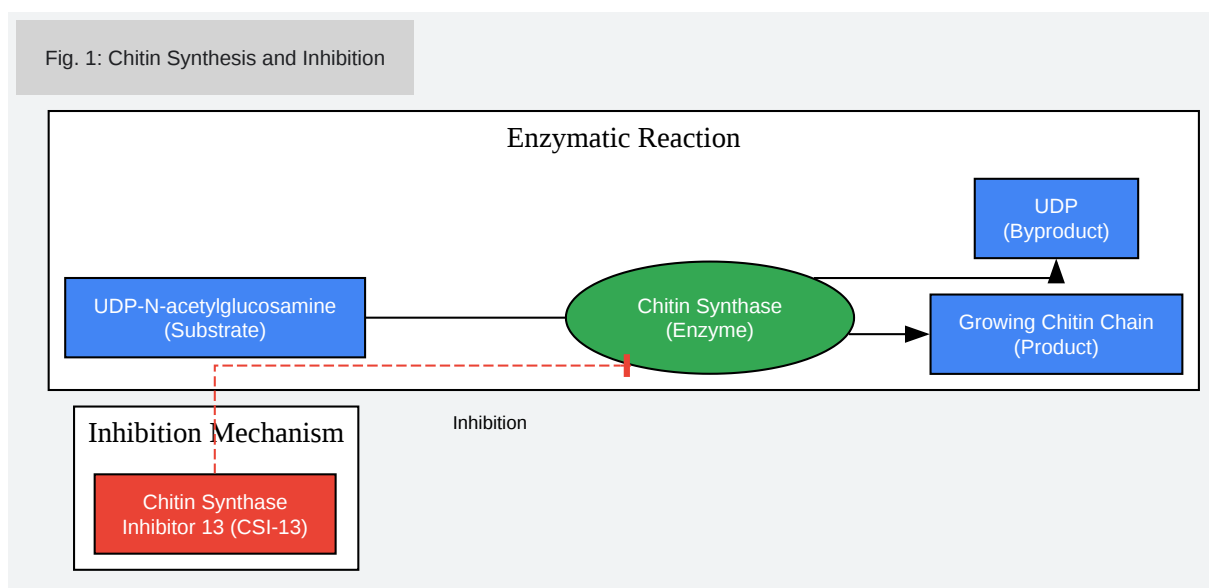 Fig. 1: Chitin Synthesis and Inhibition
Enzymatic Reaction
UDP
(Byproduct)
UDP-N-acetylglucosamine
(Substrate)
Chitin Synthase
(Enzyme)
Growing Chitin Chain
(Product)
Inhibition
Inhibition Mechanism
Chitin Synthase
Inhibitor 13 (CSI-13)